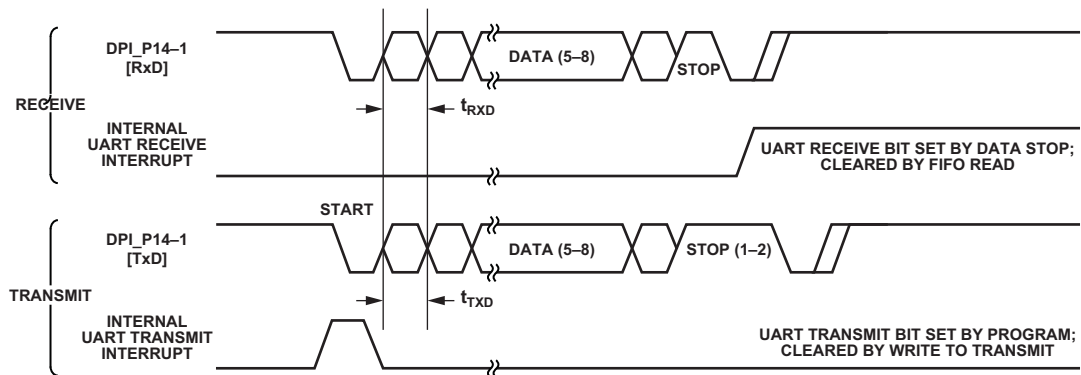 RECEIVE
DPI_P14–1
[RxD]
DATA (5–8)
STOP
tRXD
INTERNAL
UART RECEIVE
INTERRUPT
UART RECEIVE BIT SET BY DATA STOP;
CLEARED BY FIFO READ
TRANSMIT
START
DPI_P14–1
[TxD]
DATA (5–8)
STOP (1–2)
tTXD
INTERNAL
UART TRANSMIT
INTERRUPT
UART TRANSMIT BIT SET BY PROGRAM;
CLEARED BY WRITE TO TRANSMIT